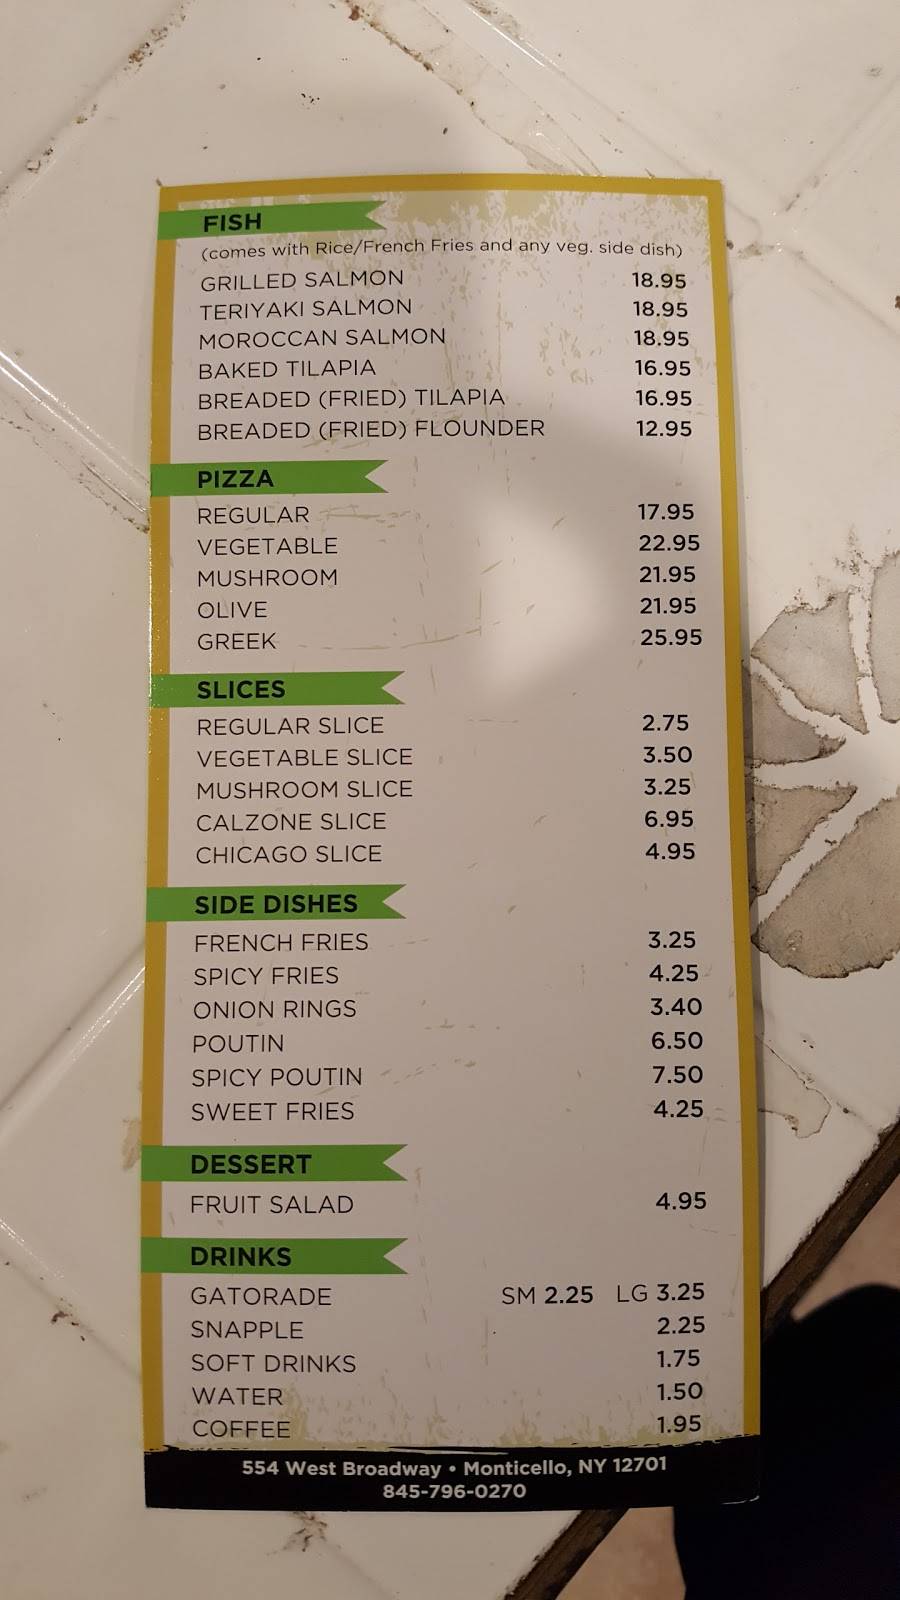 FISH
(comes with Rice/French Fries and any veg. side dish)
GRILLED SALMON 18.95
TERIYAKI SALMON 18.95
MOROCCAN SALMON 18.95
BAKED TILAPIA 16.95
BREADED (FRIED) TILAPIA 16.95
BREADED (FRIED) FLOUNDER 12.95
PIZZA
REGULAR 17.95
VEGETABLE 22.95
MUSHROOM 21.95
OLIVE 21.95
GREEK 25.95
SLICES
REGULAR SLICE 2.75
VEGETABLE SLICE 3.50
MUSHROOM SLICE 3.25
CALZONE SLICE 6.95
CHICAGO SLICE 4.95
SIDE DISHES
FRENCH FRIES 3.25
SPICY FRIES 4.25
ONION RINGS 3.40
POUTIN 6.50
SPICY POUTIN 7.50
SWEET FRIES 4.25
DESSERT
FRUIT SALAD 4.95
DRINKS
GATORADE SM 2.25 LG 3.25
SNAPPLE 2.25
SOFT DRINKS 1.75
WATER 1.50
COFFEE 1.95
554 West Broadway • Monticello, NY 12701
845-796-0270